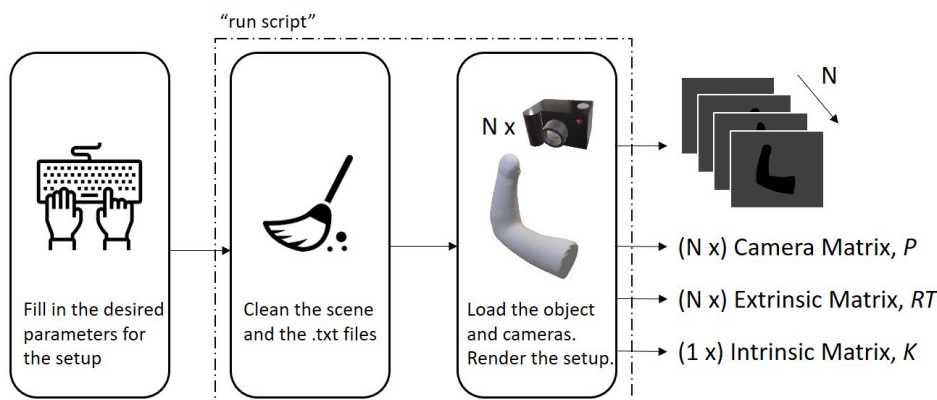 “run script”
Fill in the desired
parameters for
the setup
Clean the scene
and the .txt files
N x
Load the object
and cameras.
Render the setup.
N
(N x) Camera Matrix, P
(N x) Extrinsic Matrix, RT
(1 x) Intrinsic Matrix, K